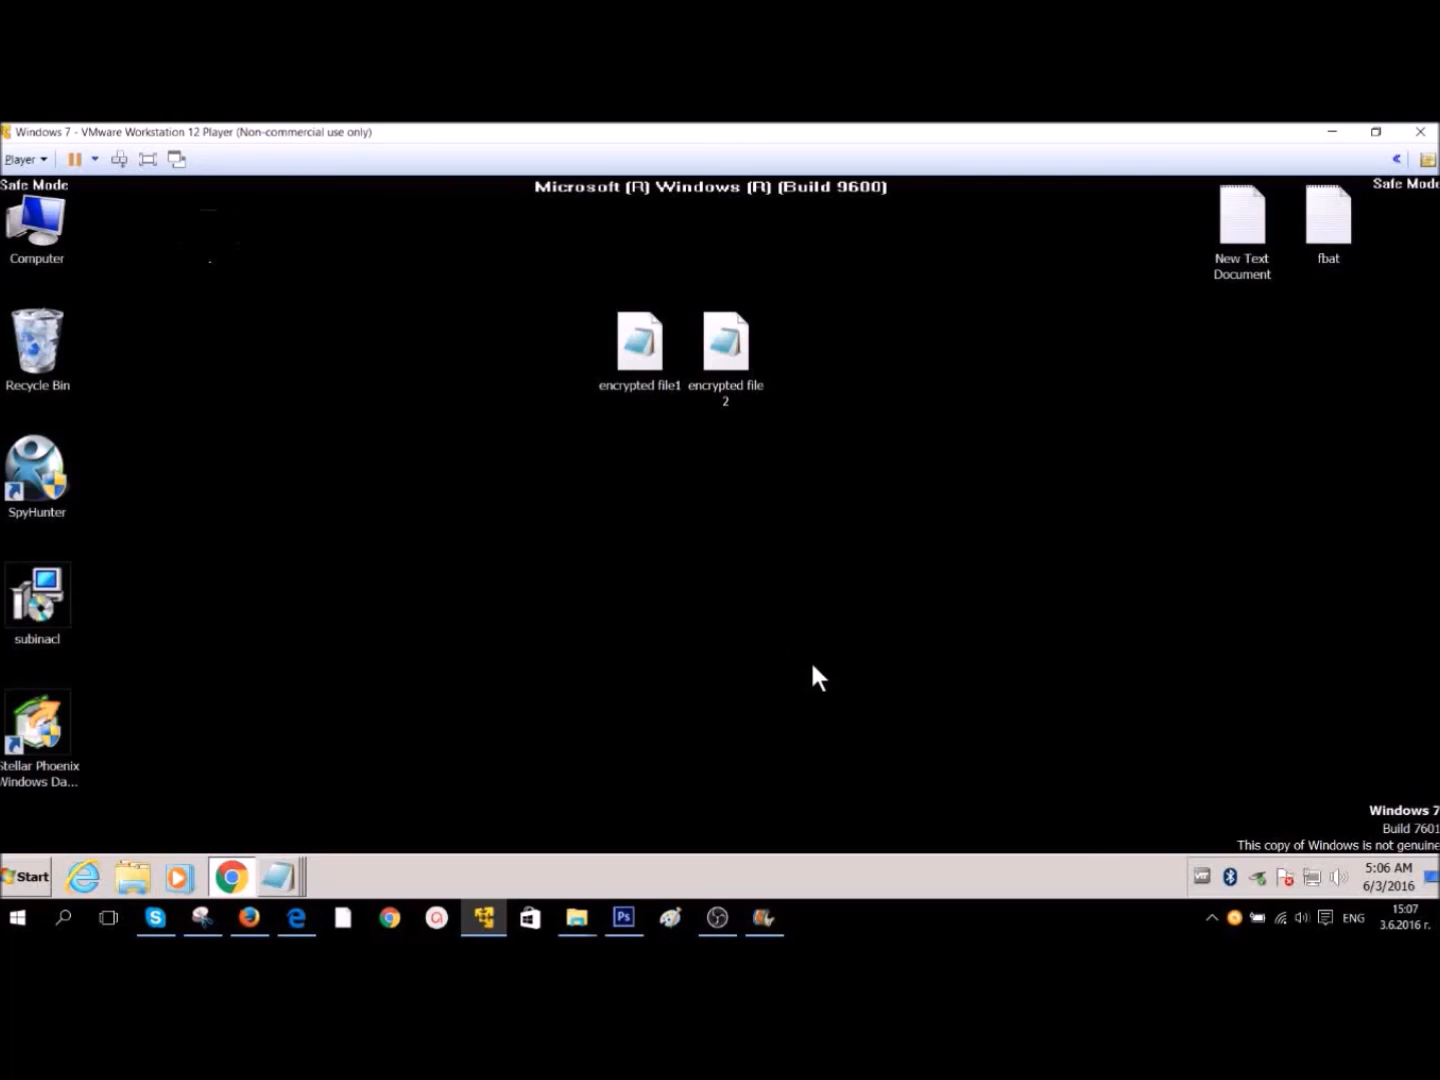 Windows 7 - VMware Workstation 12 Player (Non-commercial use only)
Player
Safe Mode
Microsoft (R) Windows (R) (Build 9600)
Safe Mode
Computer
New Text
Document
fbat
Recycle Bin
encrypted file1
encrypted file
2
SpyHunter
subinacl
Stellar Phoenix
Windows Da...
Windows 7
Build 7601
This copy of Windows is not genuine
Start
5:06 AM
6/3/2016
Ps
ENG
15:07
3.6.2016 г.